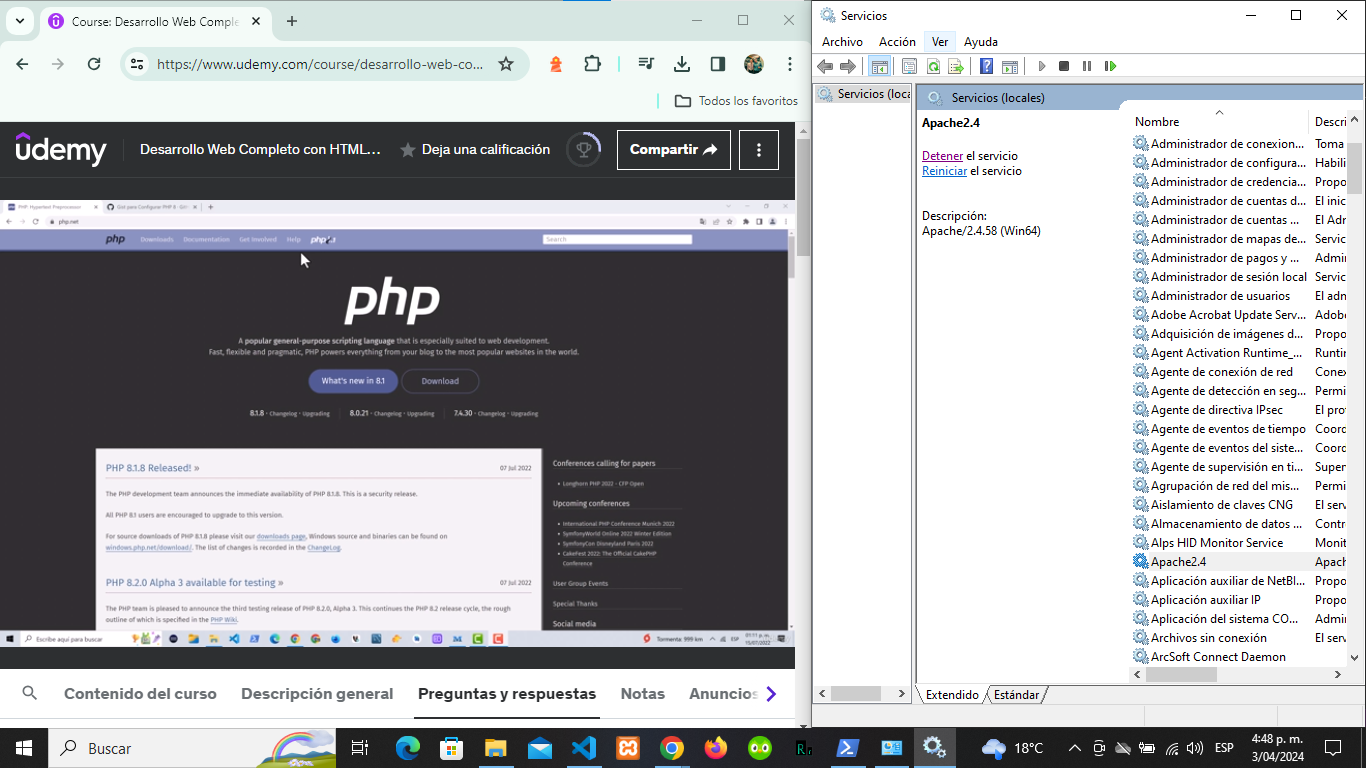 Course: Desarrollo Web Comple
https://www.udemy.com/course/desarrollo-web-co...
Todos los favoritos
udemy
Desarrollo Web Completo con HTML...
Deja una calificación
Compartir
PHP: Hypertext Preprocessor
php.net
php
Downloads
Documentation
Get Involved
Help
Search
php
A popular general-purpose scripting language that is especially suited to web development.
Fast, flexible and pragmatic, PHP powers everything from your blog to the most popular websites in the world.
What's new in 8.1
Download
8.1.8 · Changelog · Upgrading
8.0.21 · Changelog · Upgrading
7.4.30 · Changelog · Upgrading
PHP 8.1.8 Released! »
07 Jul 2022
The PHP development team announces the immediate availability of PHP 8.1.8. This is a security release.
All PHP 8.1 users are encouraged to upgrade to this version.
For source downloads of PHP 8.1.8 please visit our downloads page, Windows source and binaries can be found on
windows.php.net/download/. The list of changes is recorded in the ChangeLog.
PHP 8.2.0 Alpha 3 available for testing »
07 Jul 2022
The PHP team is pleased to announce the third testing release of PHP 8.2.0, Alpha 3. This continues the PHP 8.2 release cycle, the rough
outline of which is specified in the PHP Wiki.
Conferences calling for papers
Longhorn PHP 2022 - CFP Open
Upcoming conferences
International PHP Conference Munich 2022
SymfonyWorld Online 2022 Winter Edition
SymfonyCon Disneyland Paris 2022
CakeFest 2022: The Official CakePHP
Conference
User Group Events
Special Thanks
Social media
Escribe aquí para buscar
Tormenta: 999 km
ESP
01:11 p. m.
15/07/2022
Contenido del curso
Descripción general
Preguntas y respuestas
Notas
Anuncios
Servicios
Archivo
Acción
Ver
Ayuda
Servicios (loca
Servicios (locales)
Apache2.4
Detener el servicio
Reiniciar el servicio
Descripción:
Apache/2.4.58 (Win64)
Nombre
Descri
Administrador de conexion... Toma
Administrador de configura... Habili
Administrador de credencia... Propo
Administrador de cuentas d... El inic
Administrador de cuentas ... El Adr
Administrador de mapas de... Servic
Administrador de pagos y ... Admir
Administrador de sesión local Servic
Administrador de usuarios El adn
Adobe Acrobat Update Serv... Adobe
Adquisición de imágenes d... Propo
Agent Activation Runtime_... Runtir
Agente de conexión de red Conex
Agente de detección en seg... Permi
Agente de directiva IPsec El prot
Agente de eventos de tiempo Coord
Agente de eventos del siste... Coord
Agente de supervisión en ti... Super
Agrupación de red del mis... Permi
Aislamiento de claves CNG El serv
Almacenamiento de datos ... Contr
Alps HID Monitor Service Monit
Apache2.4 Apach
Aplicación auxiliar de NetBI... Propo
Aplicación auxiliar IP Propo
Aplicación del sistema CO... Admir
Archivos sin conexión El serv
ArcSoft Connect Daemon
Extendido
Estándar
Buscar
18°C
ESP
4:48 p. m.
3/04/2024